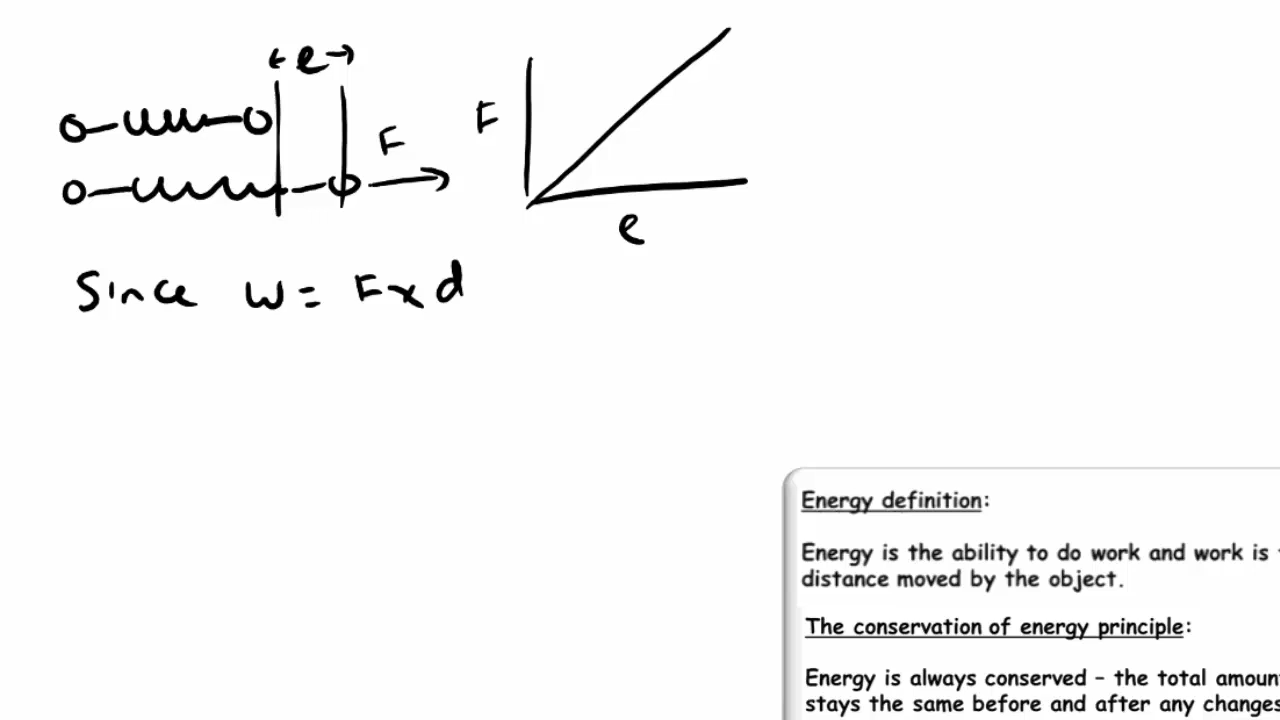 e
F
F
e
Since W = F x d
Energy definition:
Energy is the ability to do work and work is
distance moved by the object.
The conservation of energy principle:
Energy is always conserved – the total amoun
stays the same before and after any changes